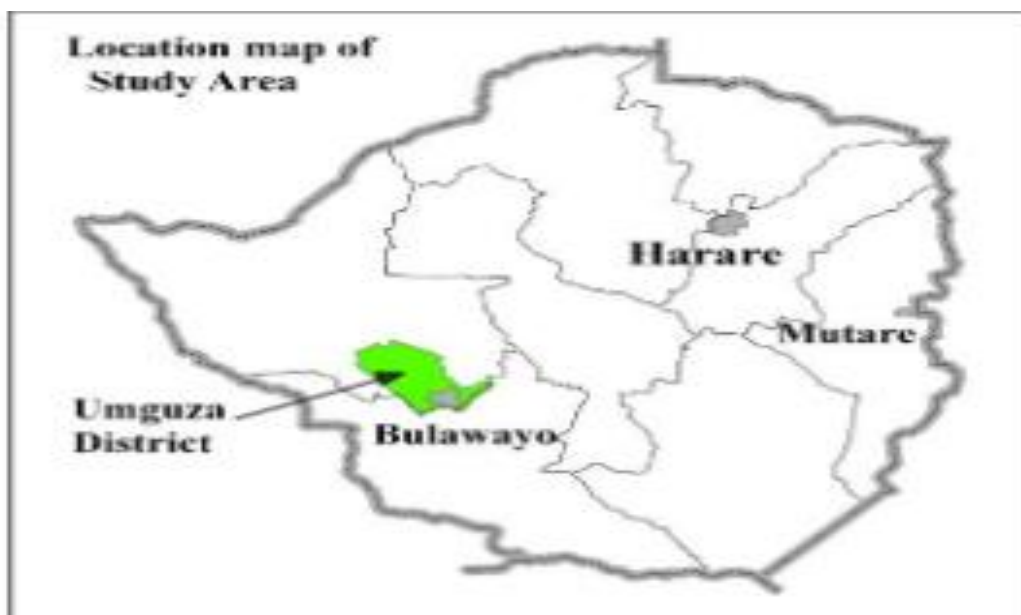 Location map of
Study Area
Harare
Mutare
Umguza
District
Bulawayo